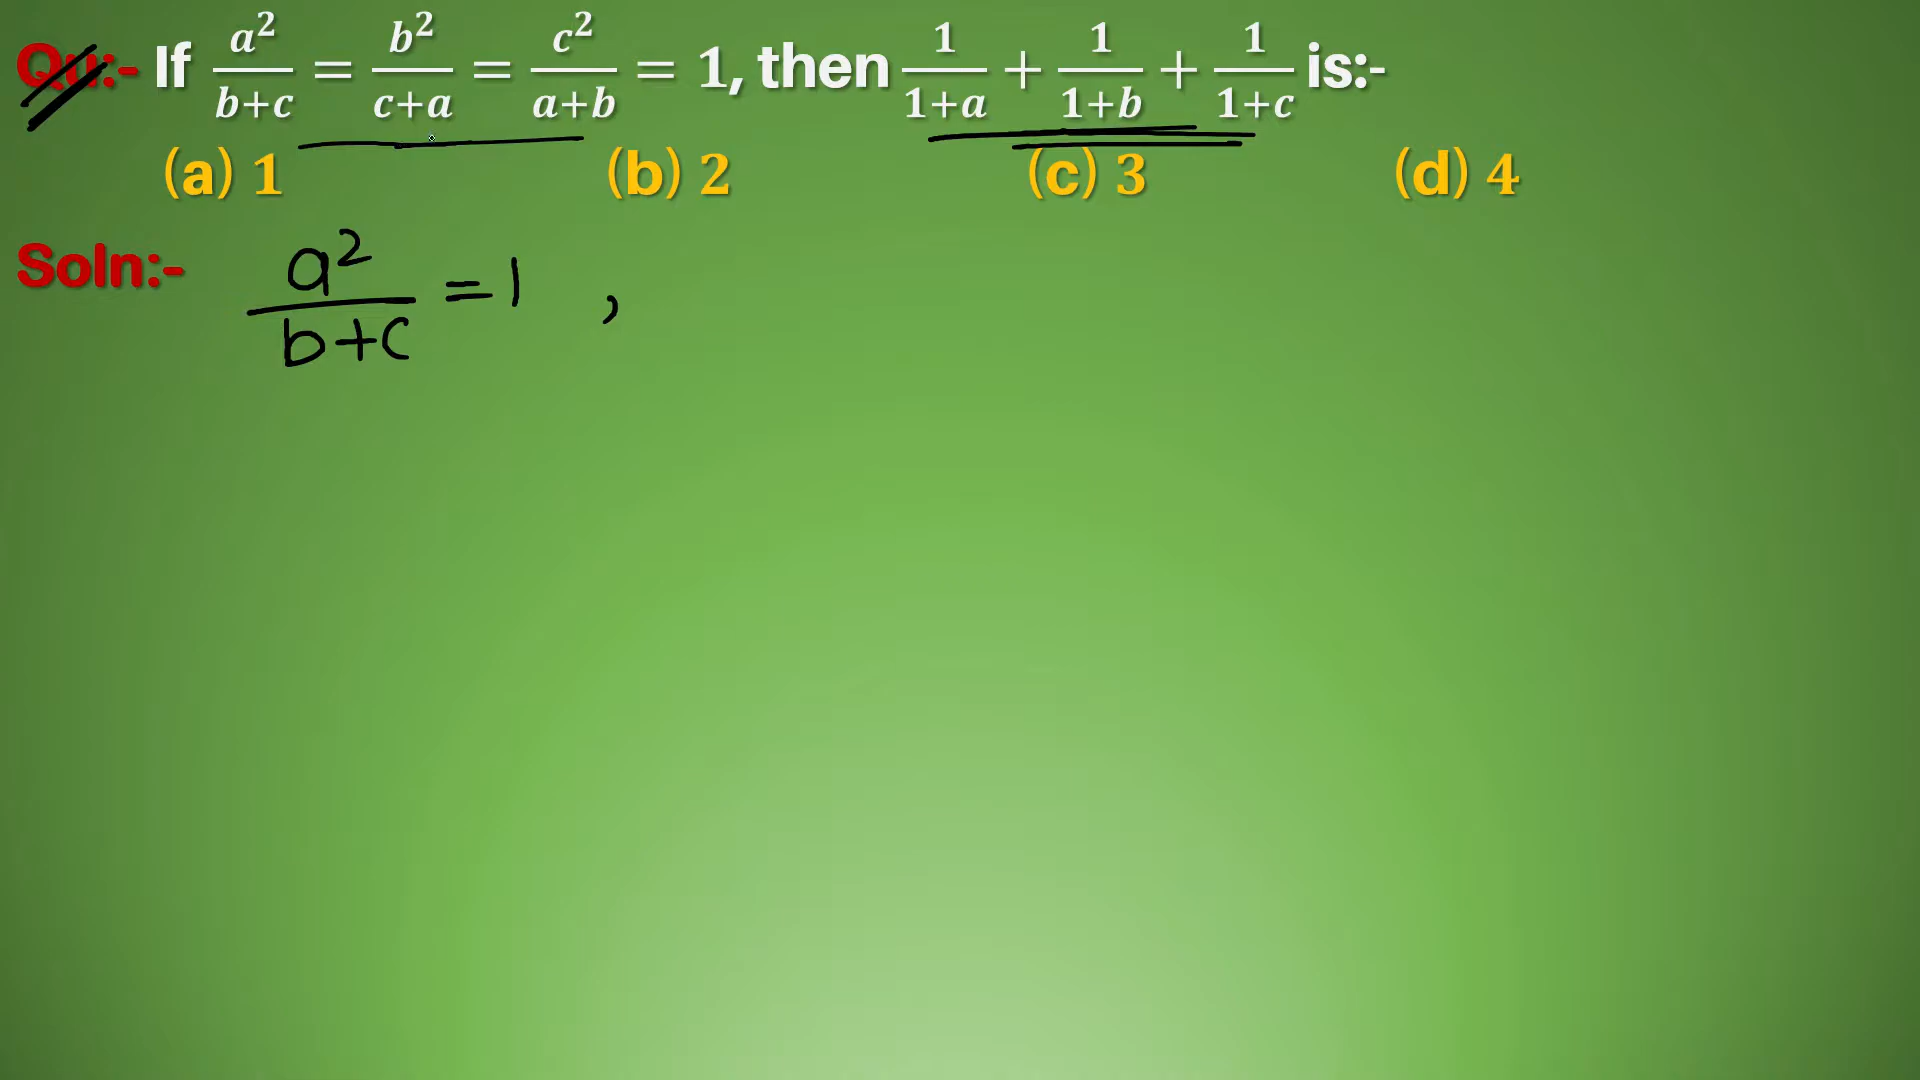 Qu:- If a²/(b+c) = b²/(c+a) = c²/(a+b) = 1, then 1/(1+a) + 1/(1+b) + 1/(1+c) is:-
(a) 1 (b) 2 (c) 3 (d) 4
Soln:- a²/(b+c) = 1 ,